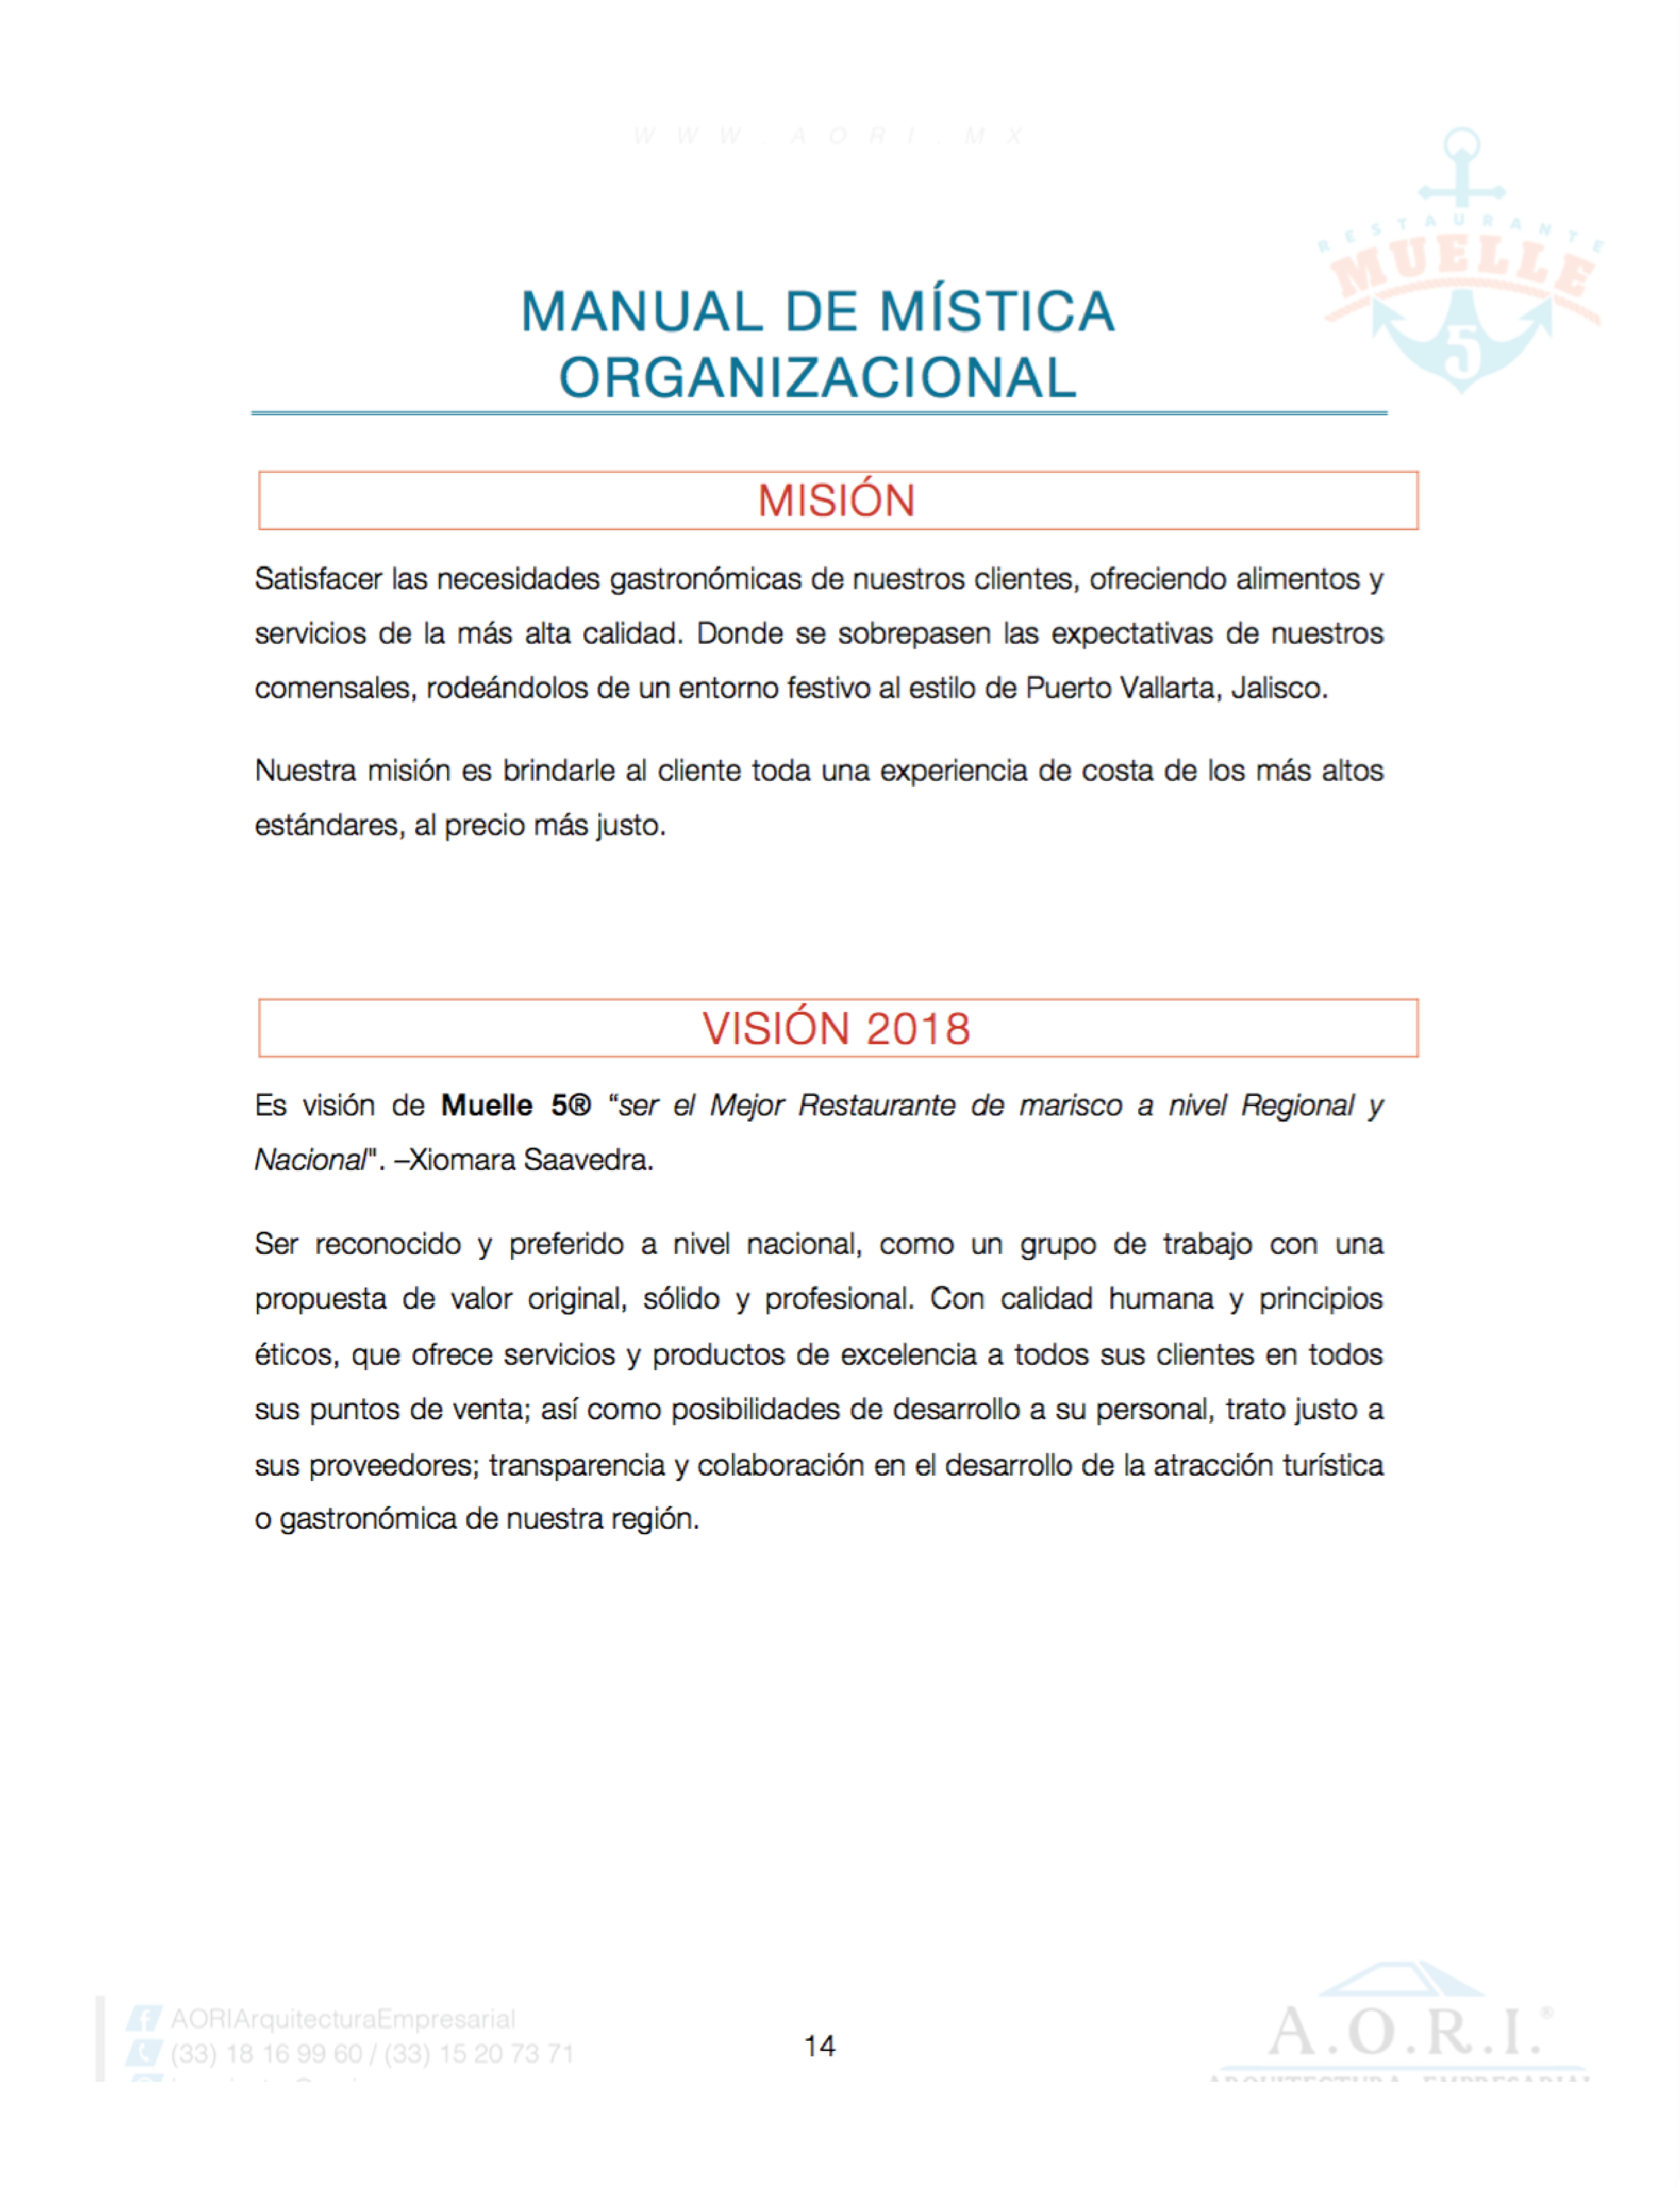 WWW.AORI.MX
RESTAURANTE
MUELLE
5
MANUAL DE MÍSTICA
ORGANIZACIONAL
MISIÓN
Satisfacer las necesidades gastronómicas de nuestros clientes, ofreciendo alimentos y
servicios de la más alta calidad. Donde se sobrepasen las expectativas de nuestros
comensales, rodeándolos de un entorno festivo al estilo de Puerto Vallarta, Jalisco.
Nuestra misión es brindarle al cliente toda una experiencia de costa de los más altos
estándares, al precio más justo.
VISIÓN 2018
Es visión de Muelle 5® “ser el Mejor Restaurante de marisco a nivel Regional y
Nacional". –Xiomara Saavedra.
Ser reconocido y preferido a nivel nacional, como un grupo de trabajo con una
propuesta de valor original, sólido y profesional. Con calidad humana y principios
éticos, que ofrece servicios y productos de excelencia a todos sus clientes en todos
sus puntos de venta; así como posibilidades de desarrollo a su personal, trato justo a
sus proveedores; transparencia y colaboración en el desarrollo de la atracción turística
o gastronómica de nuestra región.
AORIArquitecturaEmpresarial
(33) 18 16 99 60 / (33) 15 20 73 71
14
A.O.R.I.®
ARQUITECTURA EMPRESARIAL